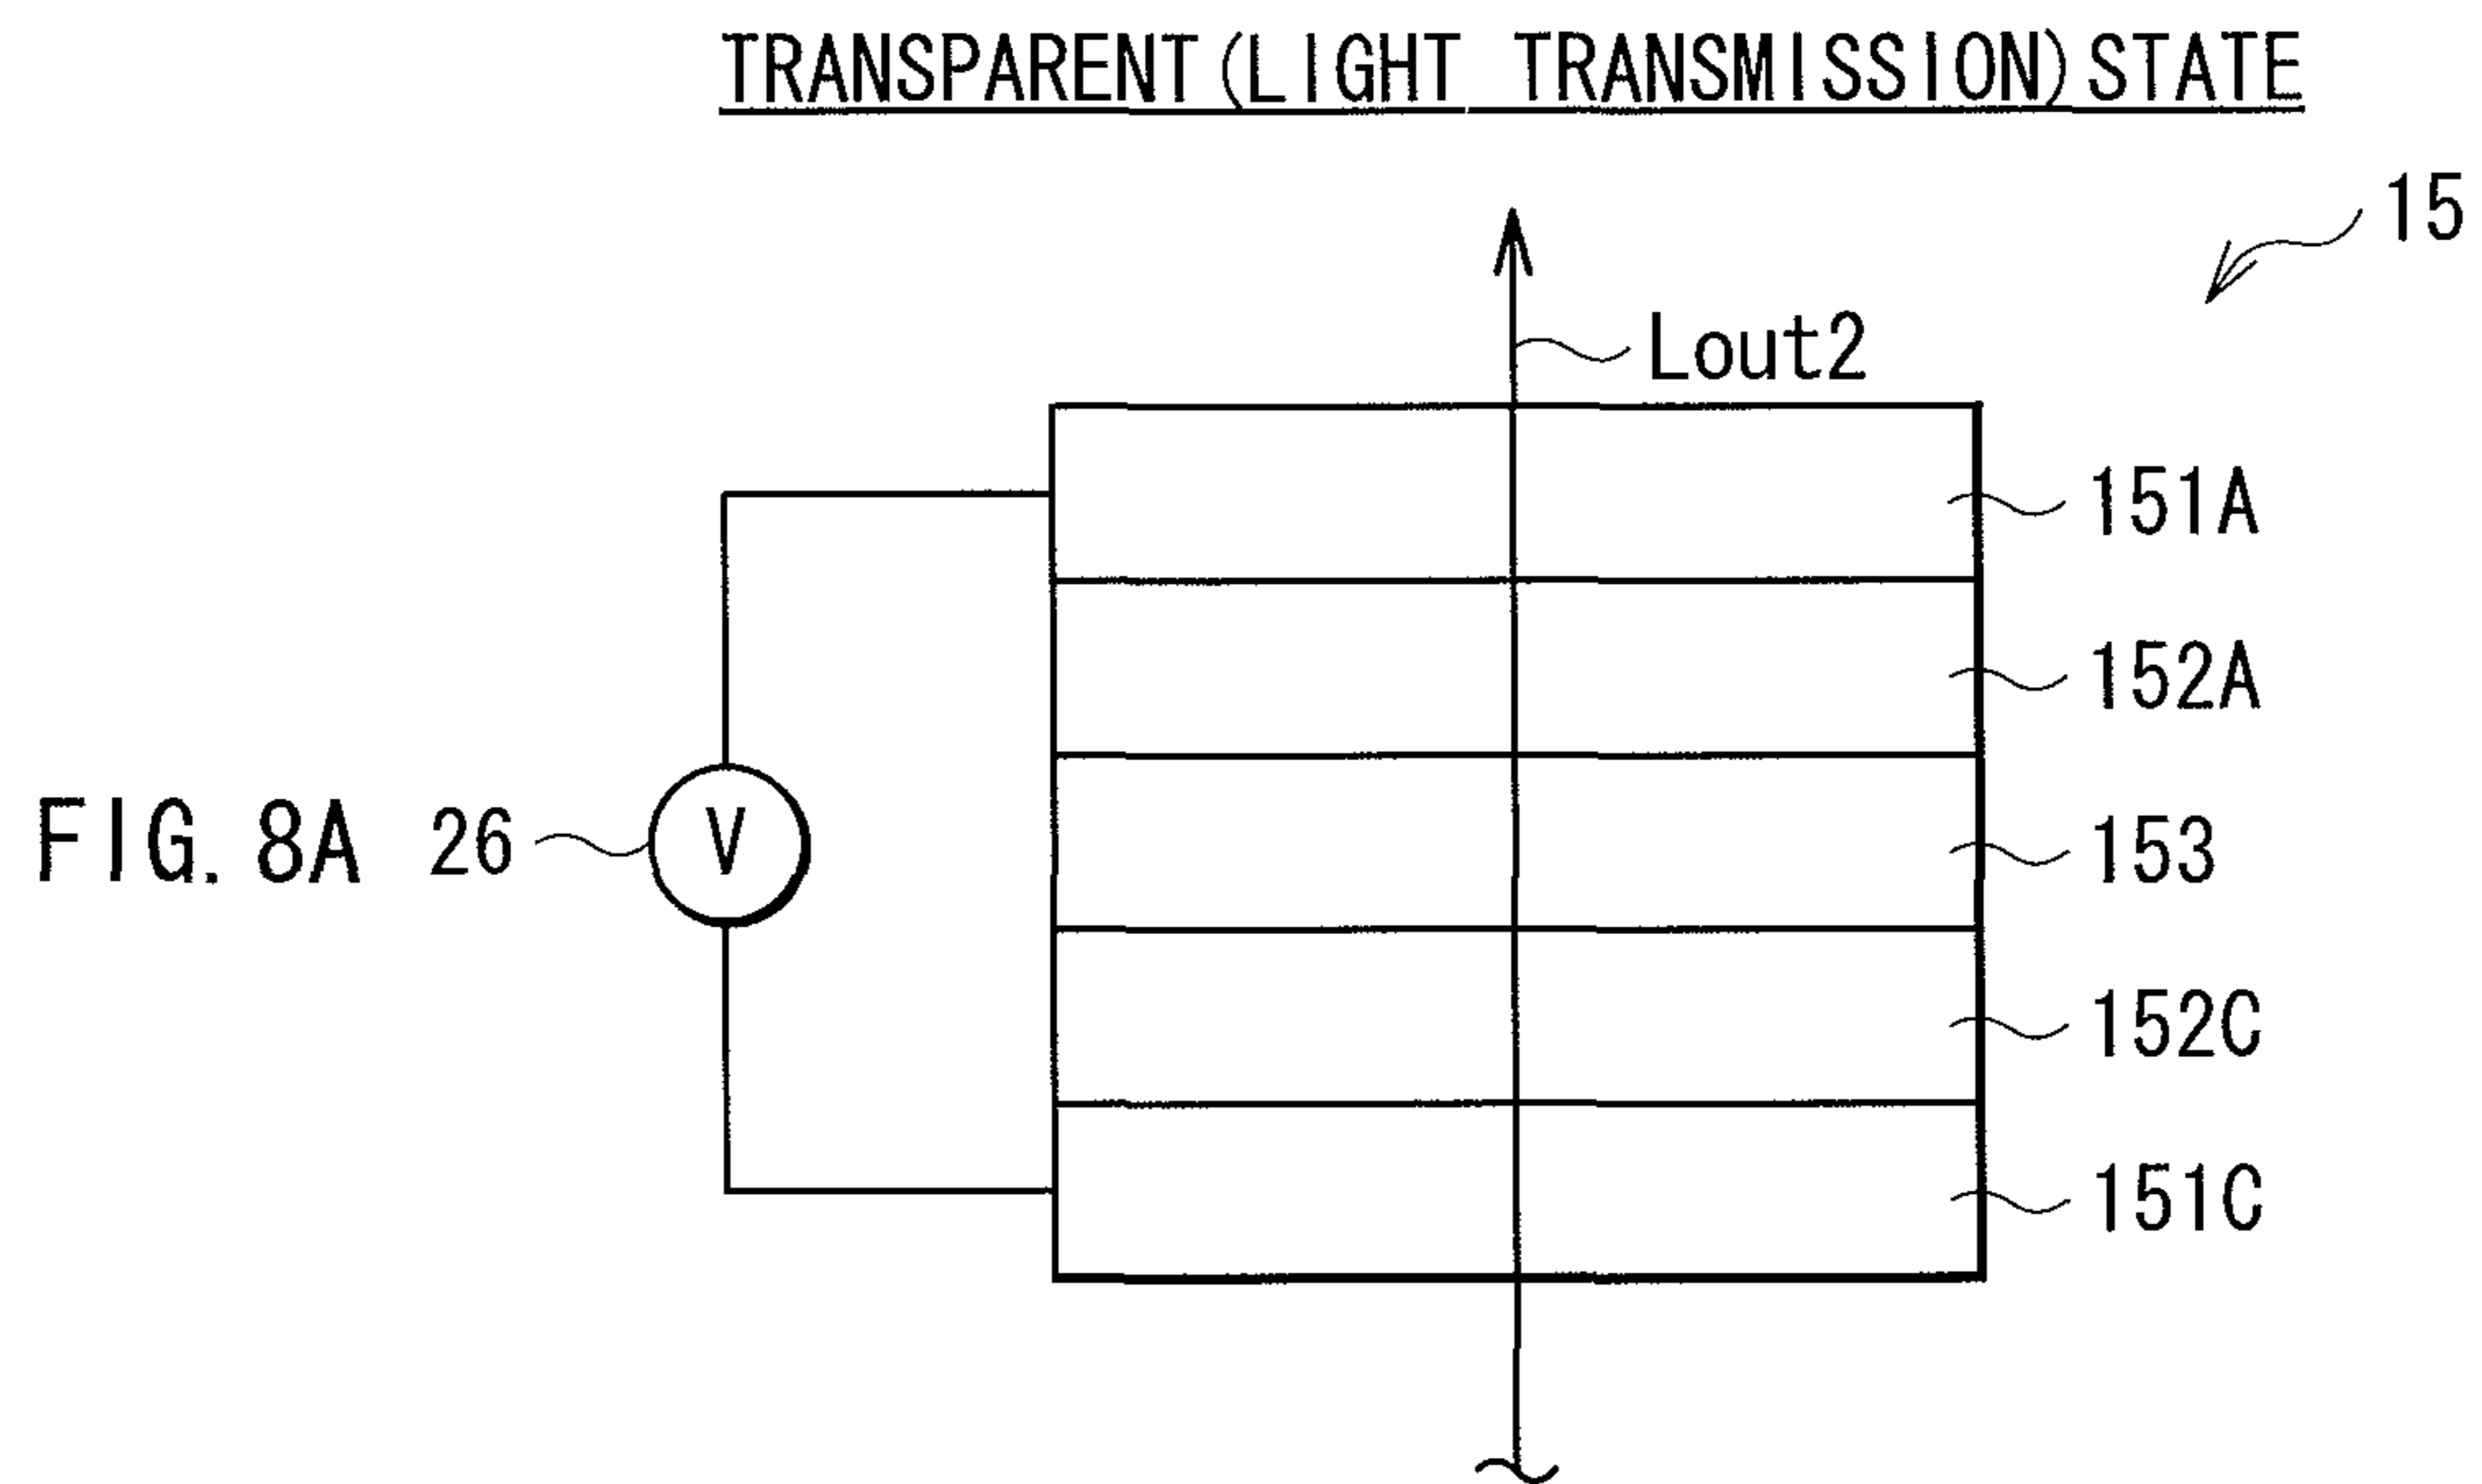 TRANSPARENT(LIGHT TRANSMISSION)STATE
15
Lout2
151A
152A
FIG. 8A 26 V 153
152C
151C